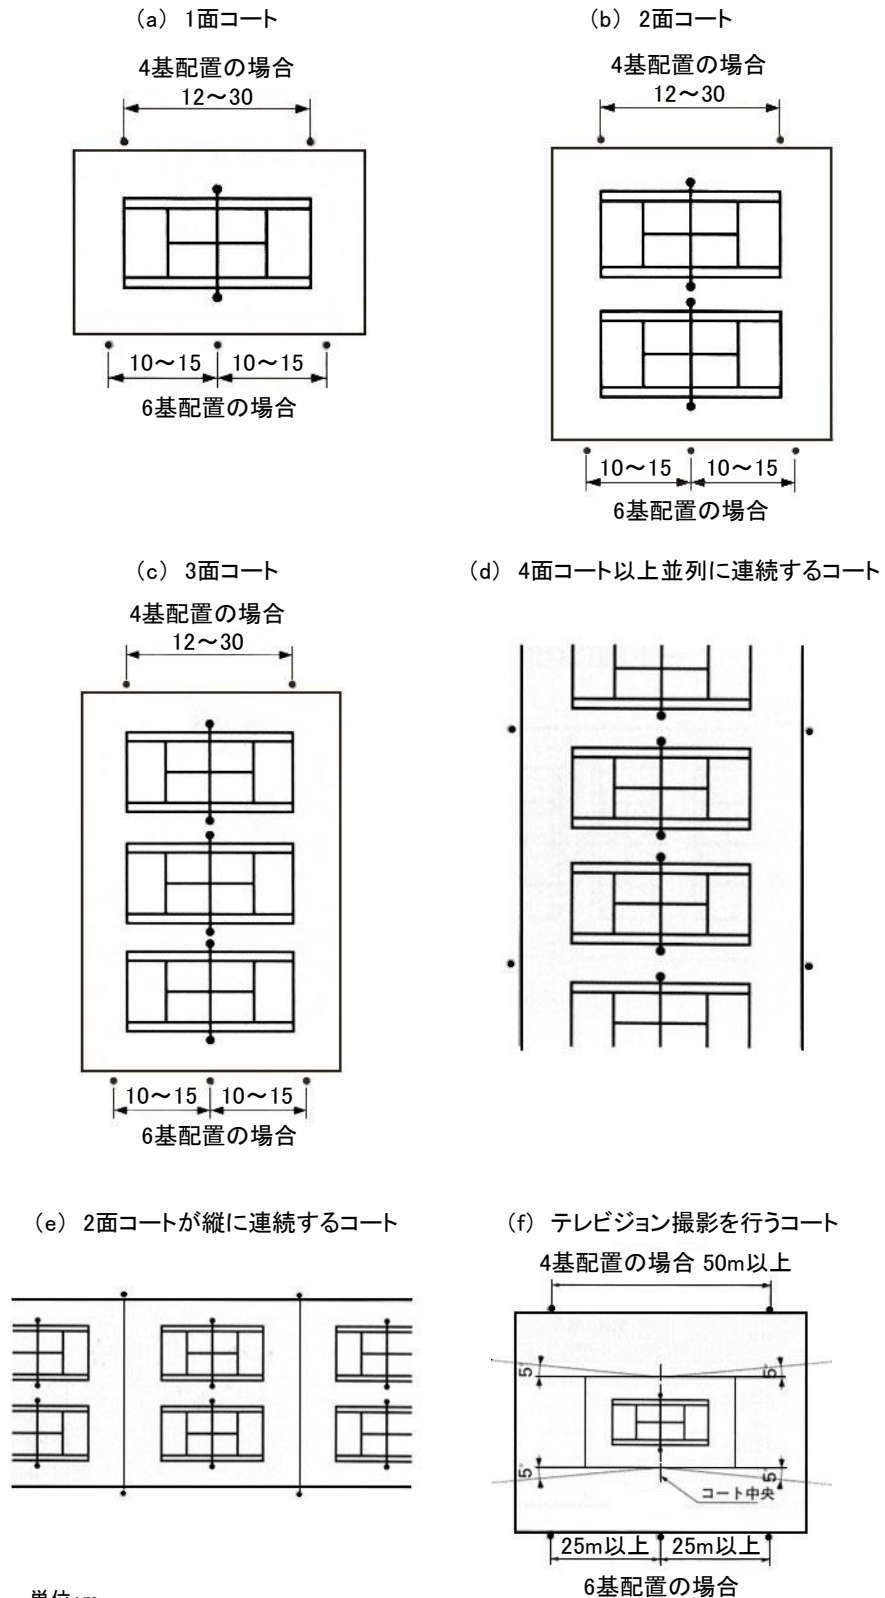 (a) 1面コート
4基配置の場合
12～30
10～15 10～15
6基配置の場合
(b) 2面コート
4基配置の場合
12～30
10～15 10～15
6基配置の場合
(c) 3面コート
4基配置の場合
12～30
10～15 10～15
6基配置の場合
(d) 4面コート以上並列に連続するコート
(e) 2面コートが縦に連続するコート
(f) テレビジョン撮影を行うコート
4基配置の場合 50m以上
5° 5°
5° 5°
コート中央
25m以上 25m以上
6基配置の場合
単位:m